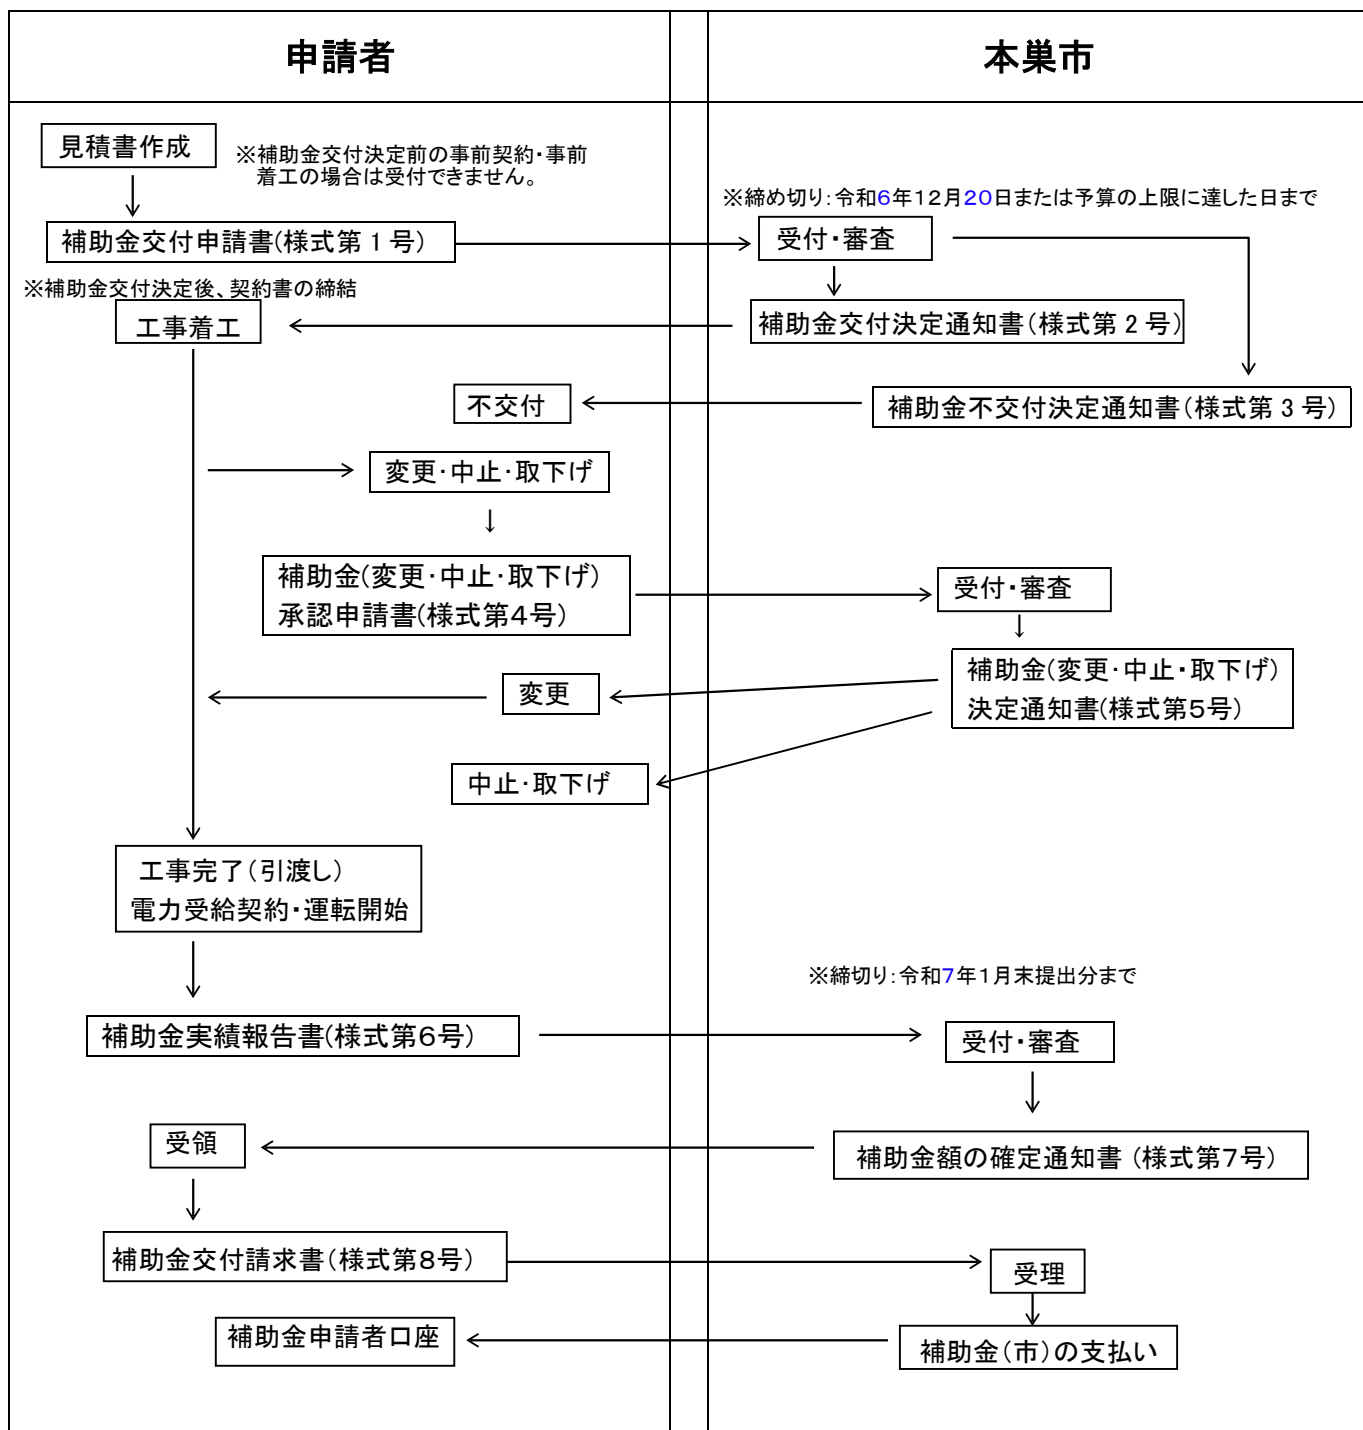 申請者
本巣市
見積書作成
※補助金交付決定前の事前契約・事前
着工の場合は受付できません。
※締め切り：令和6年12月20日または予算の上限に達した日まで
補助金交付申請書(様式第1号)
受付・審査
※補助金交付決定後、契約書の締結
工事着工
補助金交付決定通知書(様式第2号)
不交付
補助金不交付決定通知書(様式第3号)
変更・中止・取下げ
↓
補助金(変更・中止・取下げ)
承認申請書(様式第4号)
受付・審査
↓
補助金(変更・中止・取下げ)
決定通知書(様式第5号)
変更
中止・取下げ
工事完了(引渡し)
電力受給契約・運転開始
※締切り：令和7年1月末提出分まで
補助金実績報告書(様式第6号)
受付・審査
受領
補助金額の確定通知書(様式第7号)
補助金交付請求書(様式第8号)
受理
補助金申請者口座
補助金(市)の支払い